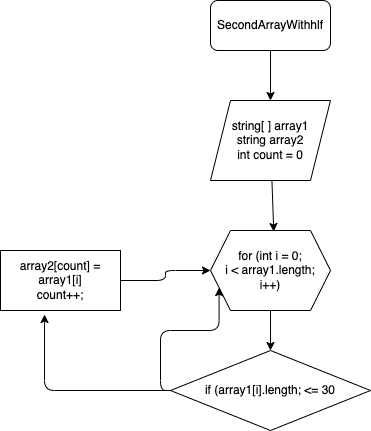 SecondArrayWithhIf
string[ ] array1
string array2
int count = 0
for (int i = 0;
i < array1.length;
i++)
array2[count] =
array1[i]
count++;
if (array1[i].length; <= 30